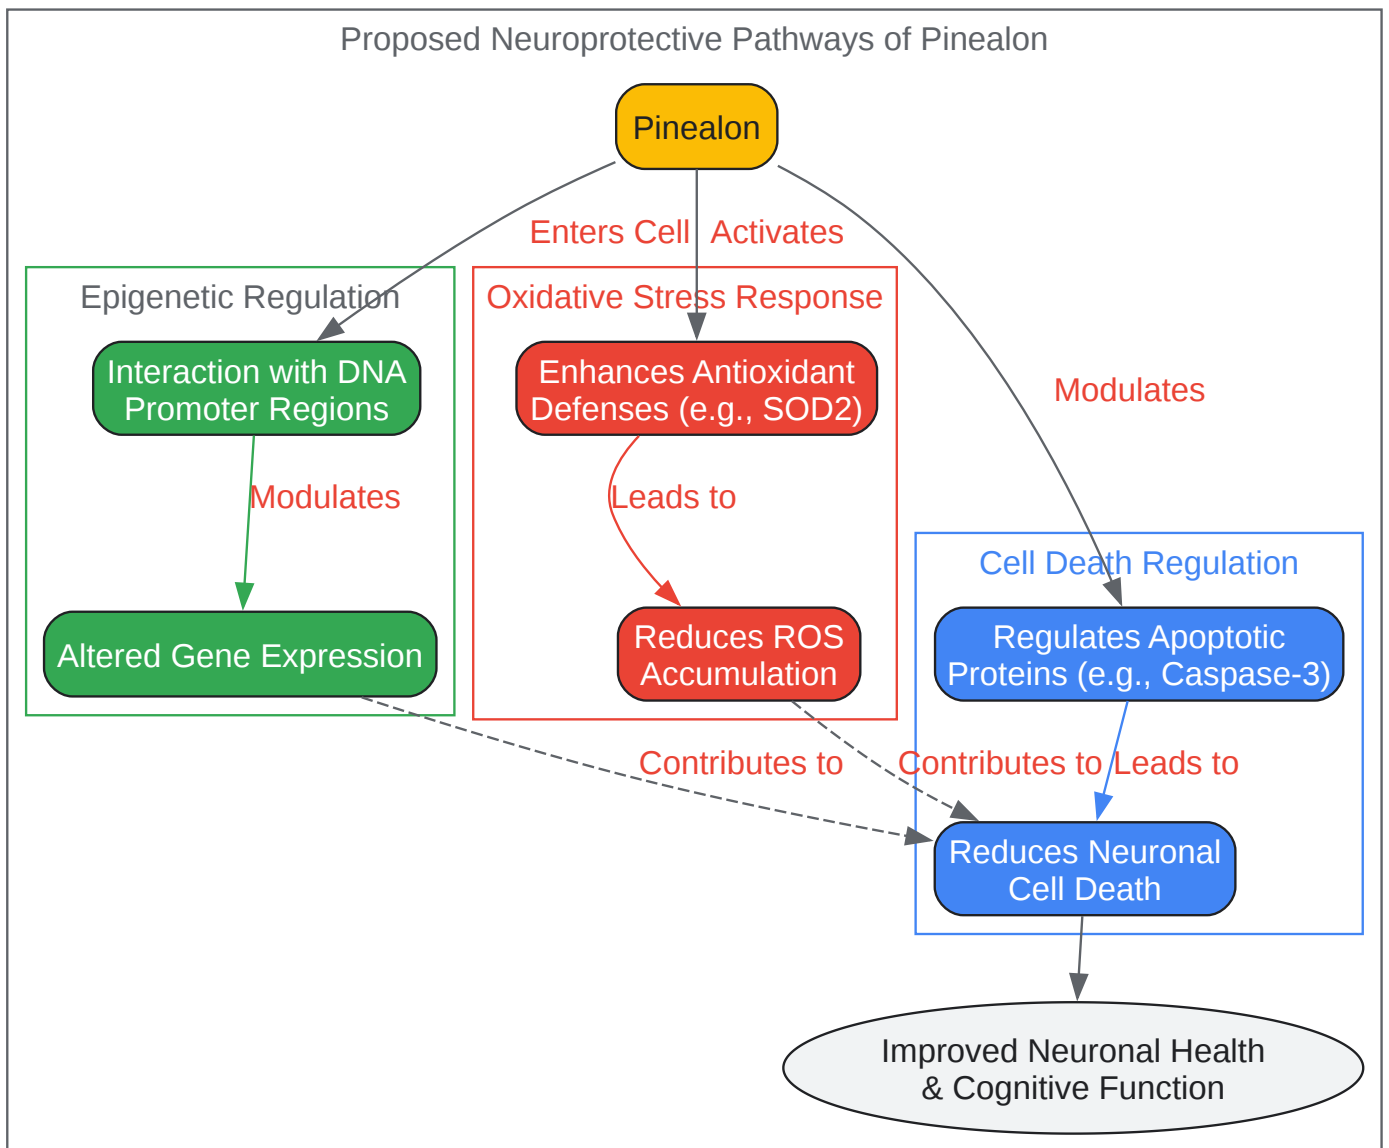 Proposed Neuroprotective Pathways of Pinealon
Pinealon
Enters Cell
Activates
Modulates
Epigenetic Regulation
Interaction with DNA
Promoter Regions
Modulates
Altered Gene Expression
Oxidative Stress Response
Enhances Antioxidant
Defenses (e.g., SOD2)
Leads to
Reduces ROS
Accumulation
Cell Death Regulation
Regulates Apoptotic
Proteins (e.g., Caspase-3)
Contributes to
Contributes to
Leads to
Reduces Neuronal
Cell Death
Improved Neuronal Health
& Cognitive Function